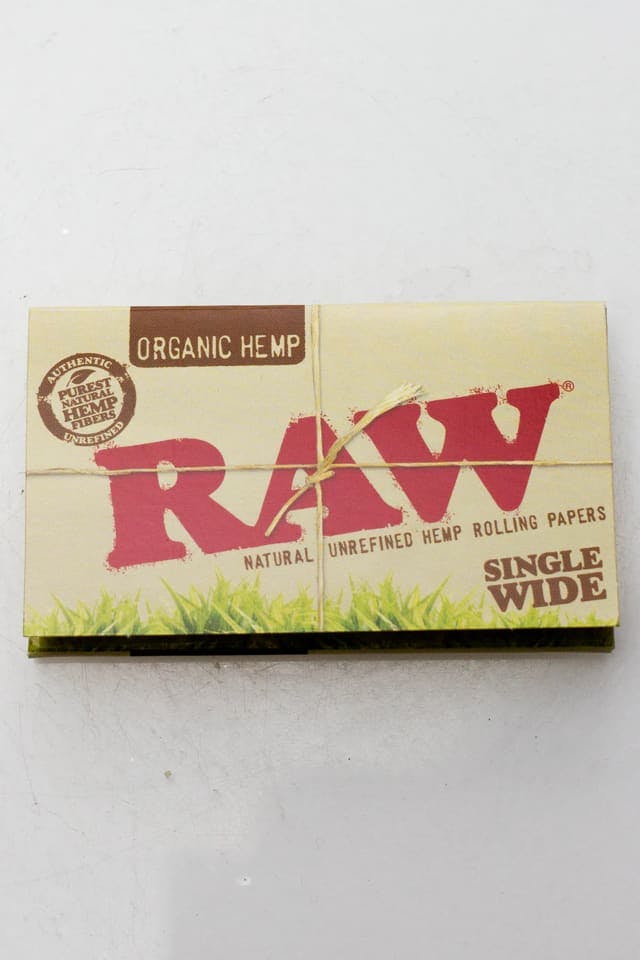 ORGANIC HEMP
AUTHENTIC
PUREST
NATURAL
HEMP
FIBERS
UNREFINED
RAW®
NATURAL UNREFINED HEMP ROLLING PAPERS
SINGLE
WIDE